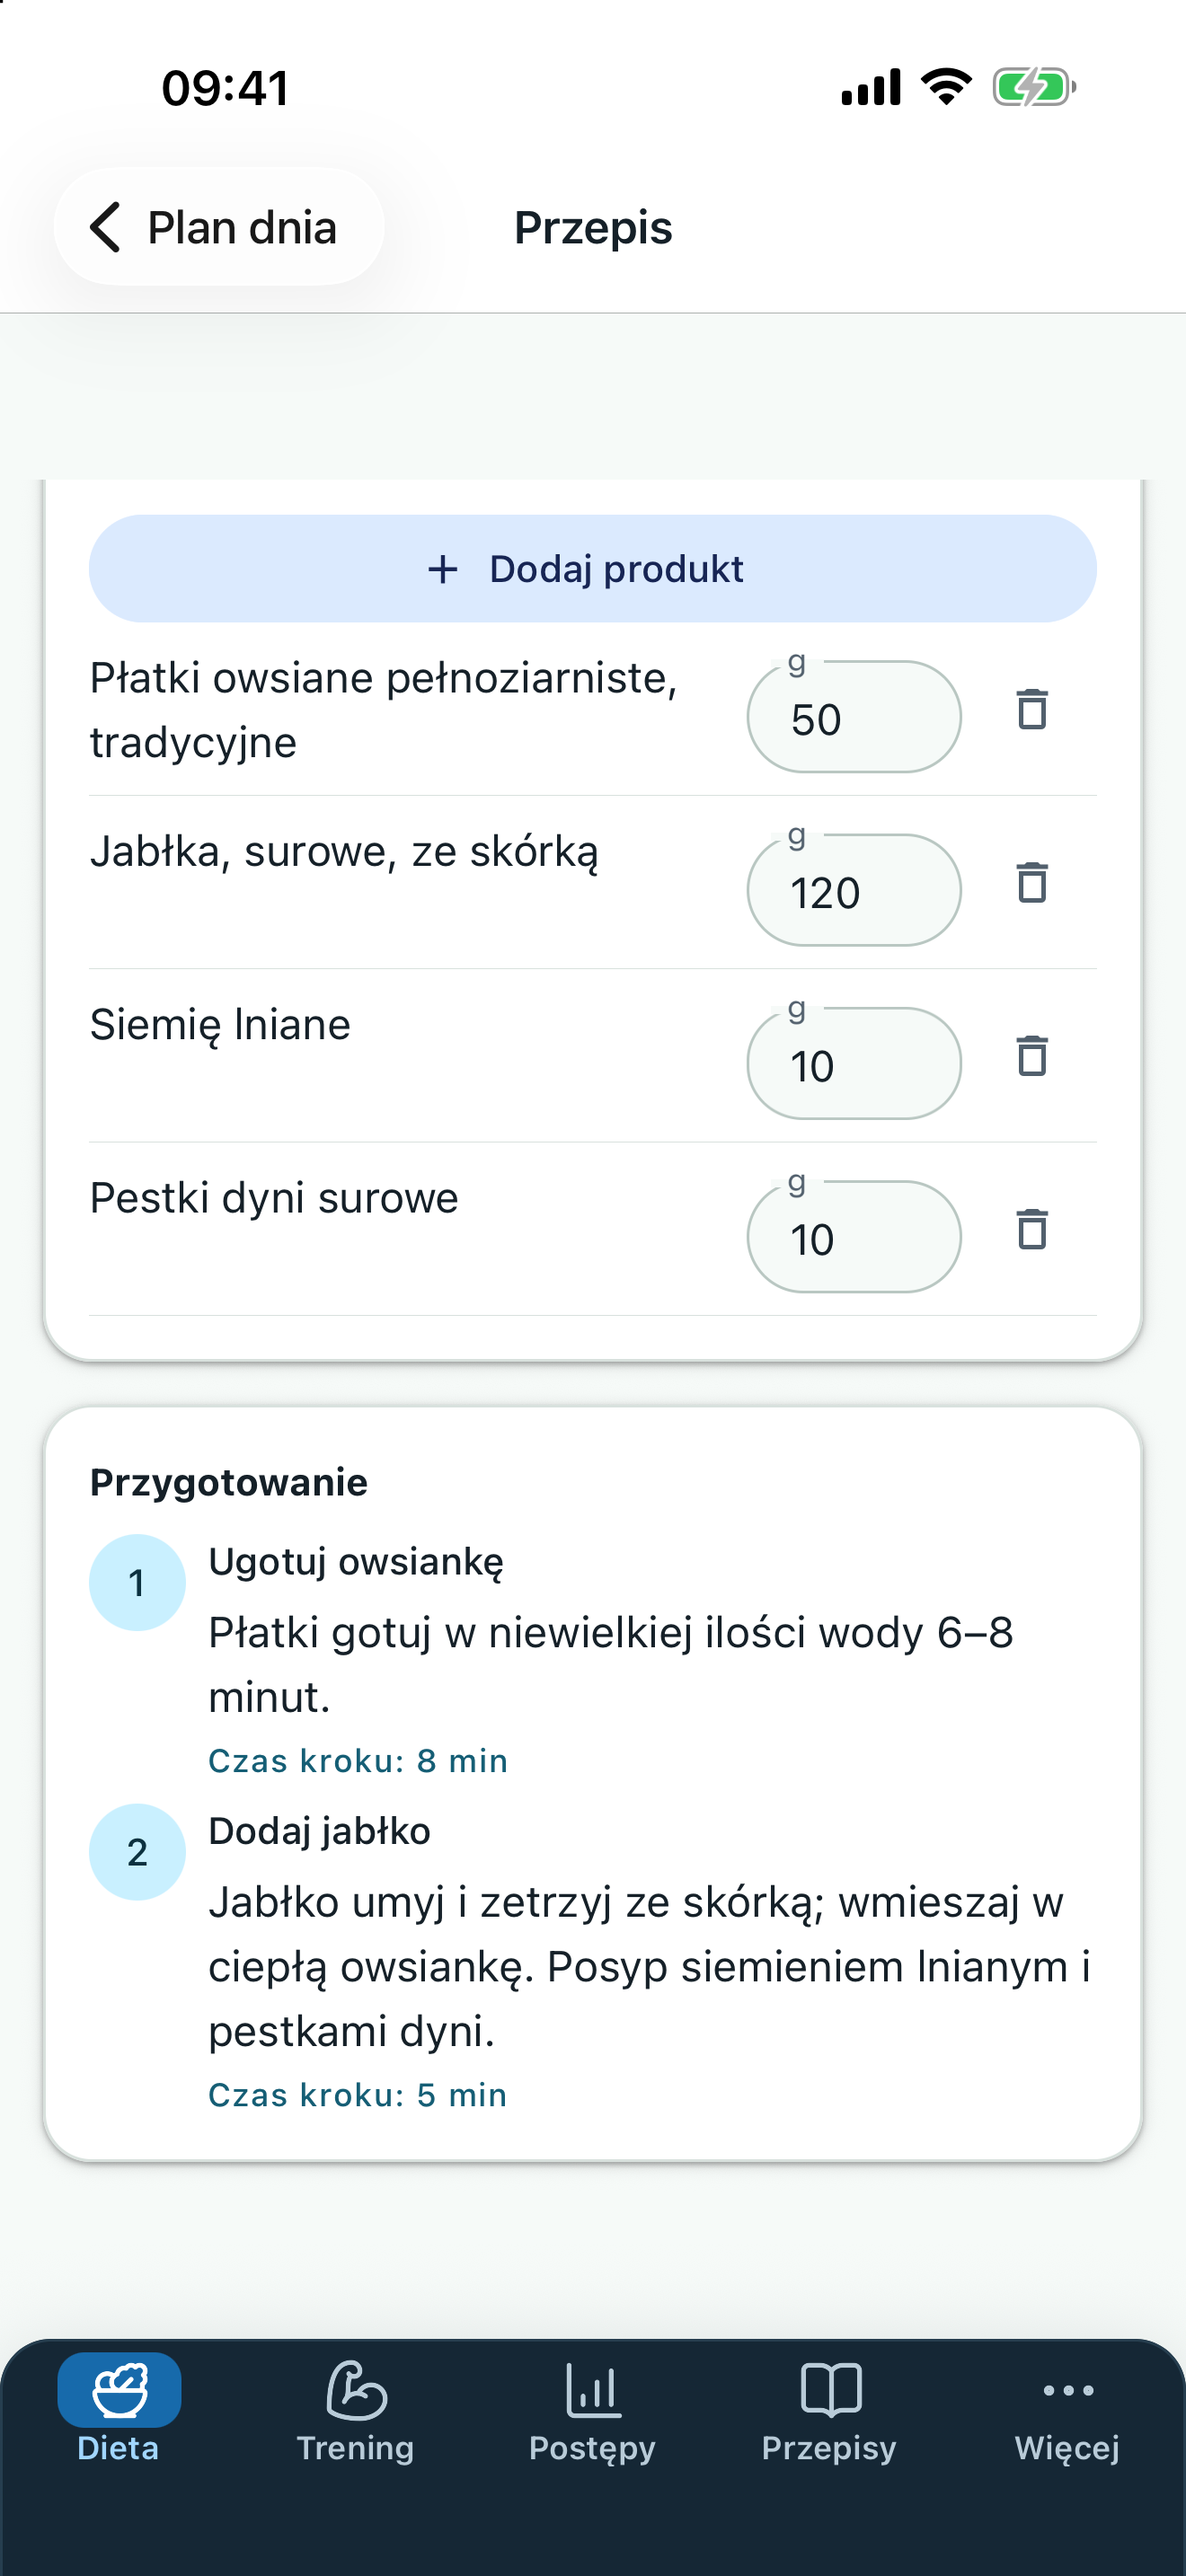 09:41
Plan dnia
Przepis
+ Dodaj produkt
Płatki owsiane pełnoziarniste,
tradycyjne
g
50
Jabłka, surowe, ze skórką
g
120
Siemię lniane
g
10
Pestki dyni surowe
g
10
Przygotowanie
1
Ugotuj owsiankę
Płatki gotuj w niewielkiej ilości wody 6–8
minut.
Czas kroku: 8 min
2
Dodaj jabłko
Jabłko umyj i zetrzyj ze skórką; wmieszaj w
ciepłą owsiankę. Posyp siemieniem lnianym i
pestkami dyni.
Czas kroku: 5 min
Dieta
Trening
Postępy
Przepisy
Więcej